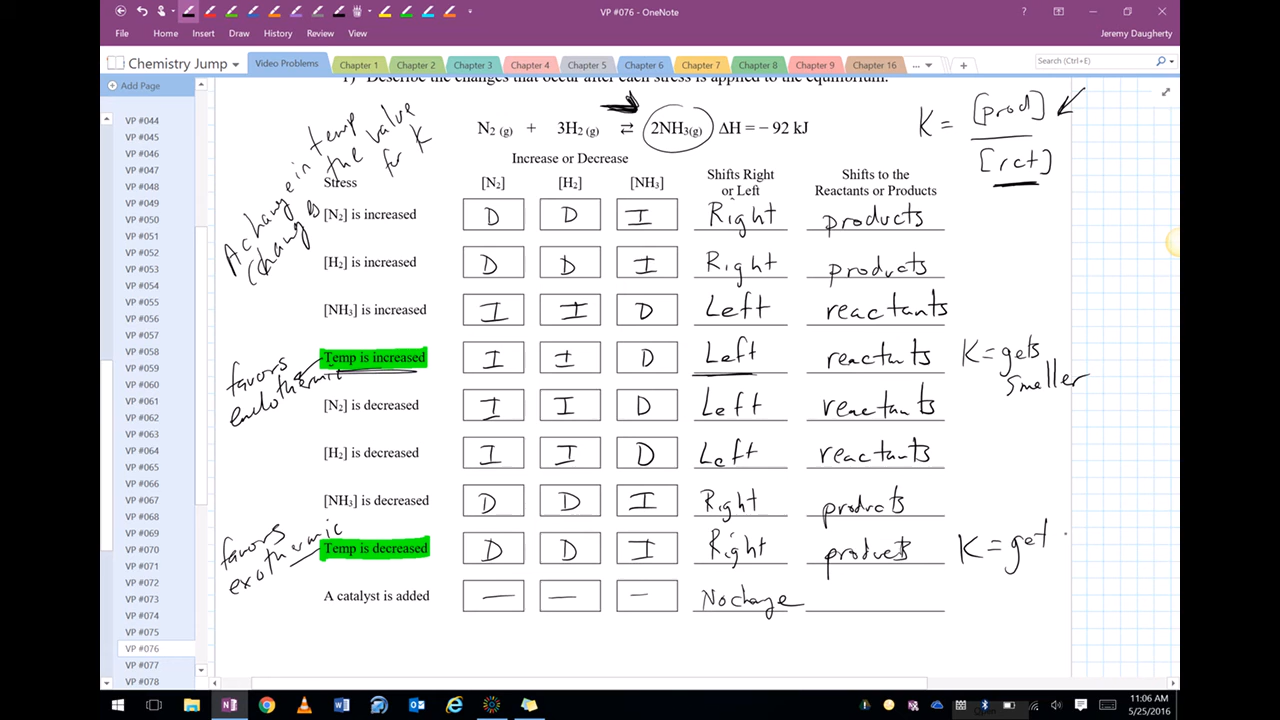 VP #076 - OneNote
File Home Insert Draw History Review View Jeremy Daugherty
Chemistry Jump Video Problems Chapter 1 Chapter 2 Chapter 3 Chapter 4 Chapter 5 Chapter 6 Chapter 7 Chapter 8 Chapter 9 Chapter 16 ... Search (Ctrl+E)
Add Page
VP #044
VP #045
VP #046
VP #047
VP #048
VP #049
VP #050
VP #051
VP #052
VP #053
VP #054
VP #055
VP #056
VP #057
VP #058
VP #059
VP #060
VP #061
VP #062
VP #063
VP #064
VP #065
VP #066
VP #067
VP #068
VP #069
VP #070
VP #071
VP #072
VP #073
VP #074
VP #075
VP #076
VP #077
VP #078
1) Describe the changes that occur after each stress is applied to the equilibrium.
N2 (g) + 3H2 (g) ⇄ 2NH3(g) ΔH = – 92 kJ
K = [prod] / [rct]
A change in temp
changes the value
for K
Increase or Decrease
Stress [N2] [H2] [NH3] Shifts Right or Left Shifts to the Reactants or Products
[N2] is increased D D I Right products
[H2] is increased D D I Right products
[NH3] is increased I I D Left reactants
Temp is increased I I D Left reactants K = gets smaller
favors
endothermic
[N2] is decreased I I D Left reactants
[H2] is decreased I I D Left reactants
[NH3] is decreased D D I Right products
favors
exothermic
Temp is decreased D D I Right products K = get
A catalyst is added — — — No change
11:06 AM
5/25/2016